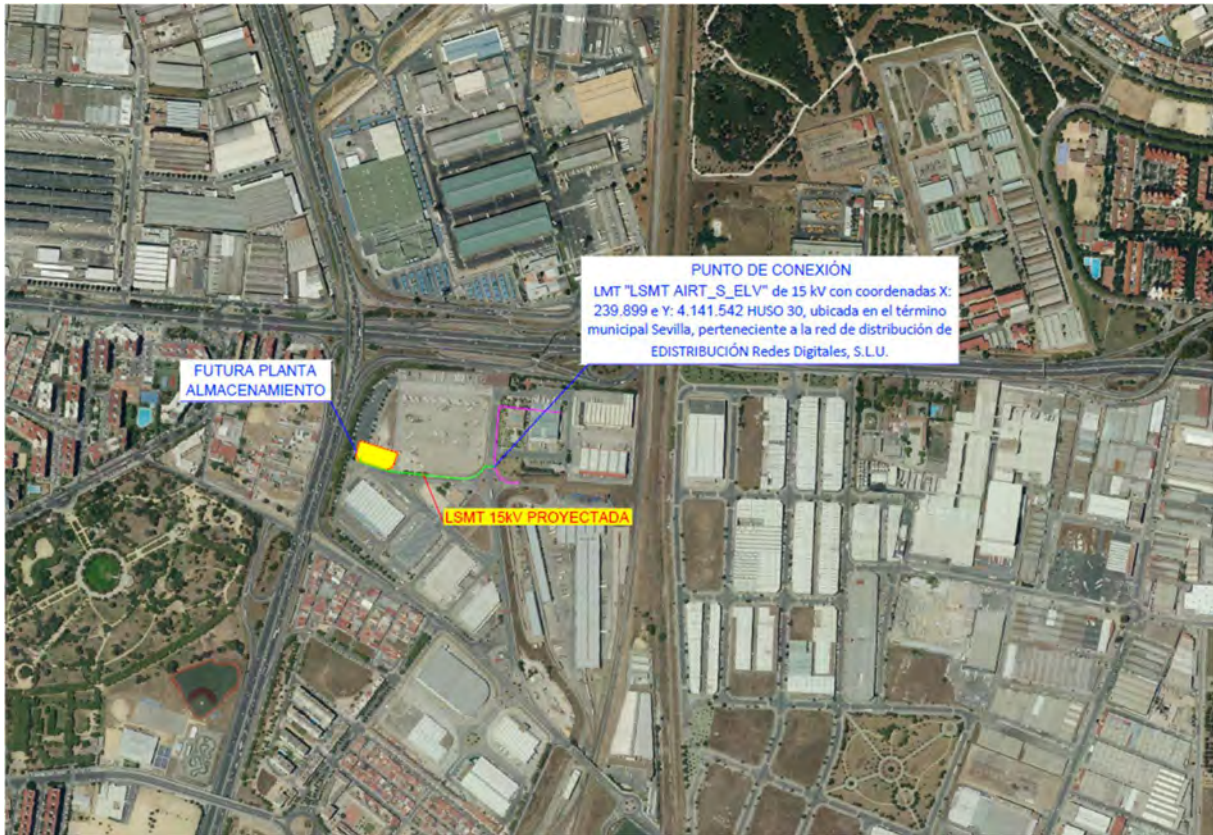 PUNTO DE CONEXIÓN
LMT "LSMT AIRT_S_ELV" de 15 kV con coordenadas X:
239.899 e Y: 4.141.542 HUSO 30, ubicada en el término
municipal Sevilla, perteneciente a la red de distribución de
EDISTRIBUCIÓN Redes Digitales, S.L.U.
FUTURA PLANTA
ALMACENAMIENTO
LSMT 15kV PROYECTADA